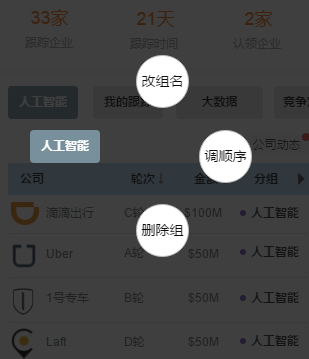 33家 21天 2家
跟踪企业 跟踪时间 认领企业
改组名
人工智能 我的跟踪 大数据 竞争
人工智能 调顺序 公司动态
公司 轮次↓ 金额 分组
滴滴出行 C轮 $100M 人工智能
删除组
Uber A轮 $50M 人工智能
1号专车 B轮 $50M 人工智能
Laft D轮 $50M 人工智能